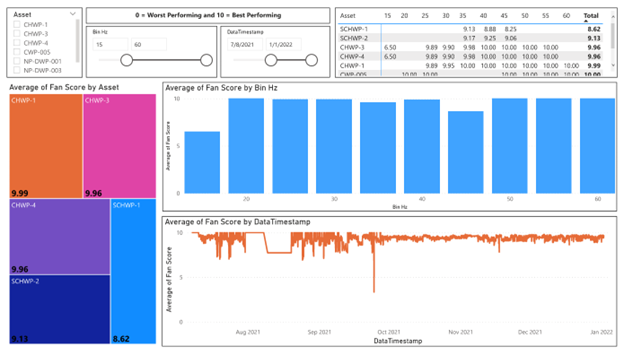 Asset
CHWP-1
CHWP-3
CHWP-4
CWP-005
NP-DWP-001
NP-DWP-003
0 = Worst Performing and 10 = Best Performing
Bin Hz
15 60
DataTimestamp
7/8/2021 1/1/2022
Asset 15 20 25 30 35 40 45 50 55 60 Total
SCHWP-1 9.13 8.88 8.25 8.62
SCHWP-2 9.17 9.25 9.06 9.13
CHWP-3 6.50 9.89 9.90 9.98 10.00 10.00 10.00 10.00 9.96
CHWP-4 6.50 9.89 9.90 9.98 10.00 10.00 10.00 10.00 9.96
CHWP-1 9.89 9.95 10.00 10.00 10.00 10.00 10.00 10.00 9.99
CWP-005 10.00 10.00 10.00 10.00 10.00 10.00 10.00
Average of Fan Score by Asset
CHWP-1
9.99
CHWP-3
9.96
CHWP-4
9.96
SCHWP-1
8.62
SCHWP-2
9.13
Average of Fan Score by Bin Hz
Average of Fan Score
10
5
0
20 30 40 50 60
Bin Hz
Average of Fan Score by DataTimestamp
Average of Fan Score
10
5
0
Aug 2021 Sep 2021 Oct 2021 Nov 2021 Dec 2021 Jan 2022
DataTimestamp